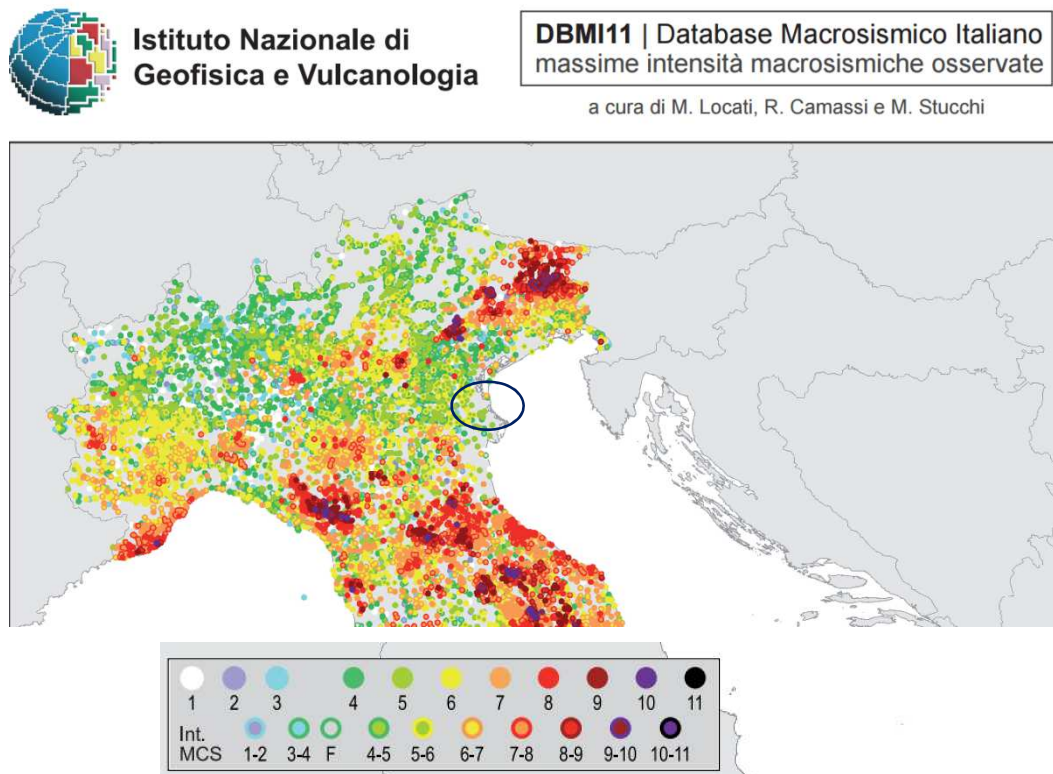 Istituto Nazionale di
Geofisica e Vulcanologia
DBMI11 | Database Macrosismico Italiano
massime intensità macrosismiche osservate
a cura di M. Locati, R. Camassi e M. Stucchi
1 2 3 4 5 6 7 8 9 10 11
Int.
MCS 1-2 3-4 F 4-5 5-6 6-7 7-8 8-9 9-10 10-11